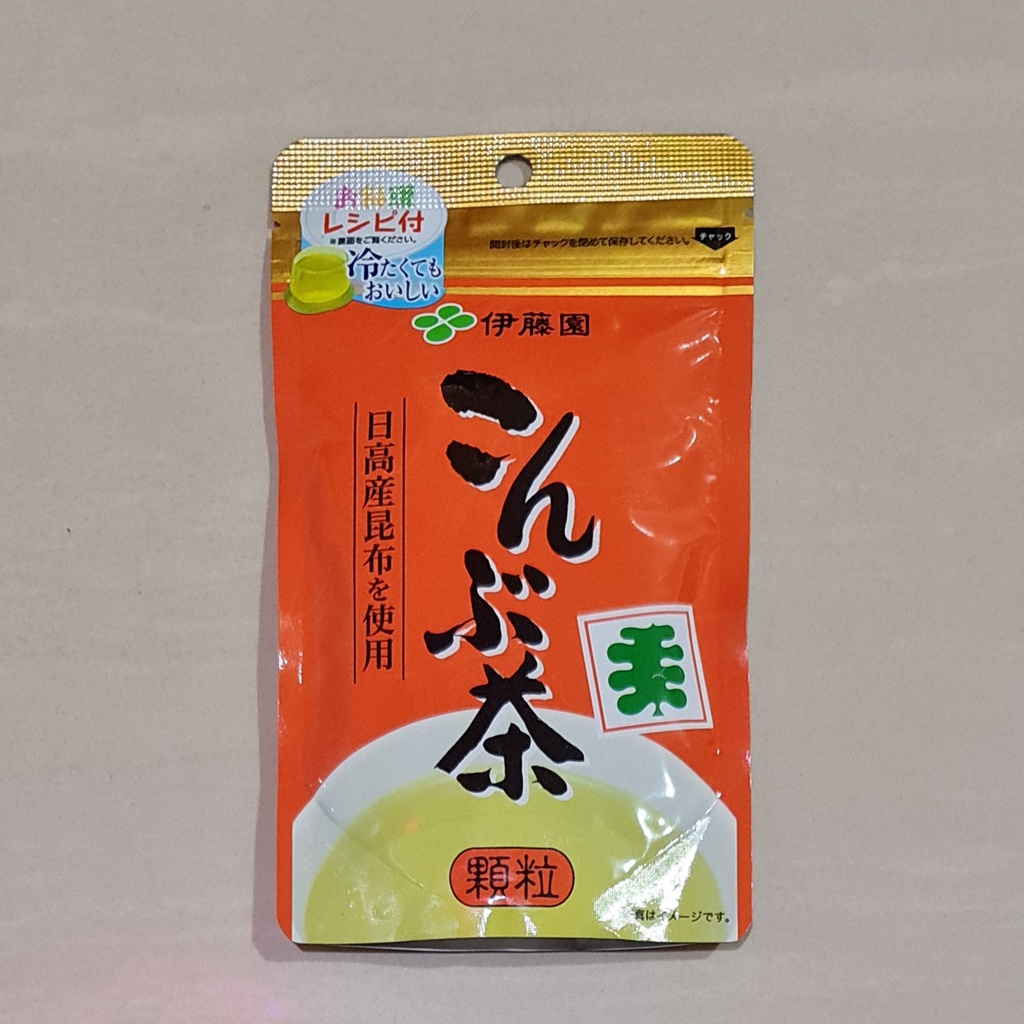 お料理
レシピ付
※裏面をご覧ください。
冷たくても
おいしい
開封後はチャックを閉めて保存してください。
チャック
伊藤園
こんぶ茶
日高産昆布を使用
顆粒
真はイメージです。